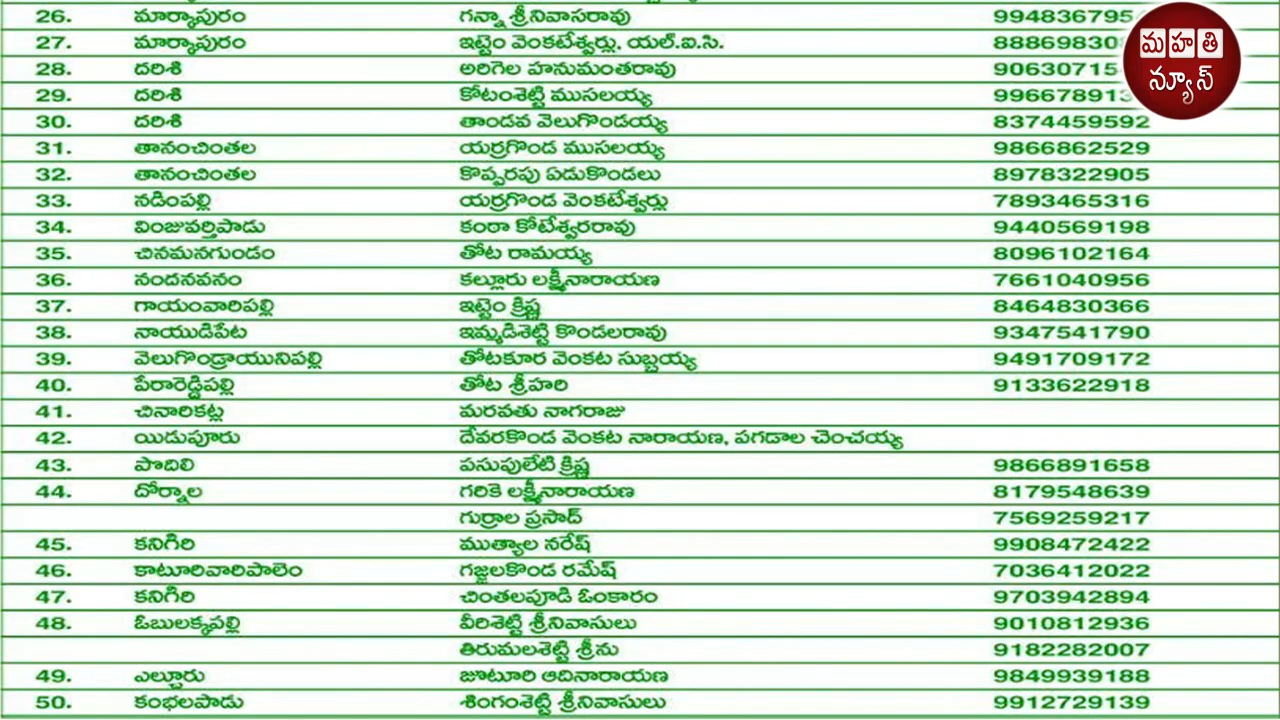 26. మార్కాపురం గన్నా శ్రీనివాసరావు 994836795
27. మార్కాపురం ఇట్టెం వెంకటేశ్వర్లు, యల్.ఐ.సి. 88869830
28. దరిశి అరిగెల హనుమంతరావు 90630715
29. దరిశి కోటంశెట్టి ముసలయ్య 99667891
30. దరిశి తాండవ వెలుగొండయ్య 8374459592
31. తానంచింతల యర్రగొండ ముసలయ్య 9866862529
32. తానంచింతల కొప్పరపు ఏడుకొండలు 8978322905
33. నడింపల్లి యర్రగొండ వెంకటేశ్వర్లు 7893465316
34. వింజువర్తిపాడు కంఠా కోటేశ్వరరావు 9440569198
35. చినమనగుండం తోట రామయ్య 8096102164
36. నందనవనం కల్లూరు లక్ష్మీనారాయణ 7661040956
37. గాయంవారిపల్లి ఇట్టెం క్రిష్ణ 8464830366
38. నాయుడిపేట ఇమ్మడిశెట్టి కొండలరావు 9347541790
39. వెలుగొండ్రాయునిపల్లి తోటకూర వెంకట సుబ్బయ్య 9491709172
40. పేరారెడ్డిపల్లి తోట శ్రీహరి 9133622918
41. చినారికట్ల మరవతు నాగరాజు
42. యిడుపూరు దేవరకొండ వెంకట నారాయణ, పగడాల చెంచయ్య
43. పొదిలి పసుపులేటి క్రిష్ణ 9866891658
44. దోర్నాల గరికె లక్ష్మీనారాయణ 8179548639
గుర్రాల ప్రసాద్ 7569259217
45. కనిగిరి ముత్యాల నరేష్ 9908472422
46. కాటూరివారిపాలెం గజ్జలకొండ రమేష్ 7036412022
47. కనిగిరి చింతలపూడి ఓంకారం 9703942894
48. ఓబులక్కపల్లి వీరిశెట్టి శ్రీనివాసులు 9010812936
తిరుమలశెట్టి శ్రీను 9182282007
49. ఎల్చూరు జూటూరి ఆదినారాయణ 9849939188
50. కంభలపాడు శింగంశెట్టి శ్రీనివాసులు 9912729139
మహతి
న్యూస్